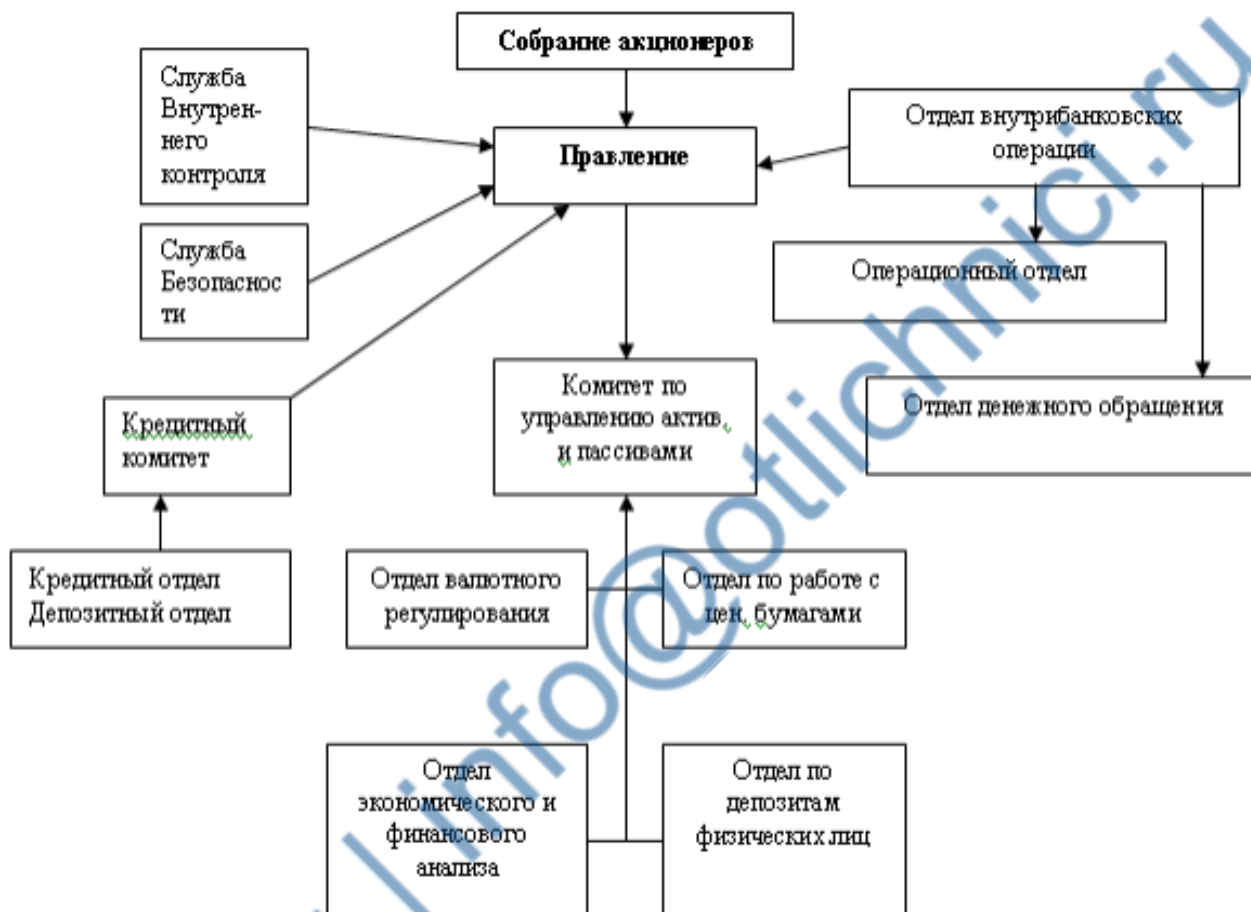 Собрание акционеров
Служба
Внутрен-
него
контроля
Отдел внутрибанковских
операции
Правление
Служба
Безопаснос
ти
Операционный отдел
Комитет по
управлению актив,
и пассивами
Отдел денежного обращения
Кредитный
комитет
Кредитный отдел
Депозитный отдел
Отдел валютного
регулирования
Отдел по работе с
цен, бумагами
Отдел
экономического и
финансового
анализа
Отдел по
депозитам
физических лиц
| info@otlichnici.ru